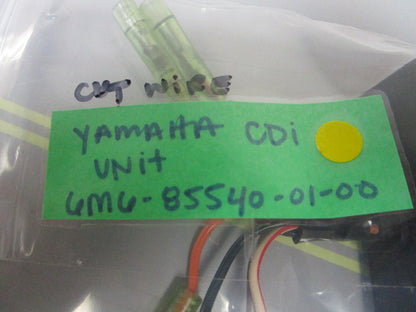 CUT WIRE
YAMAHA CDi
UNit
6M6-85540-01-00